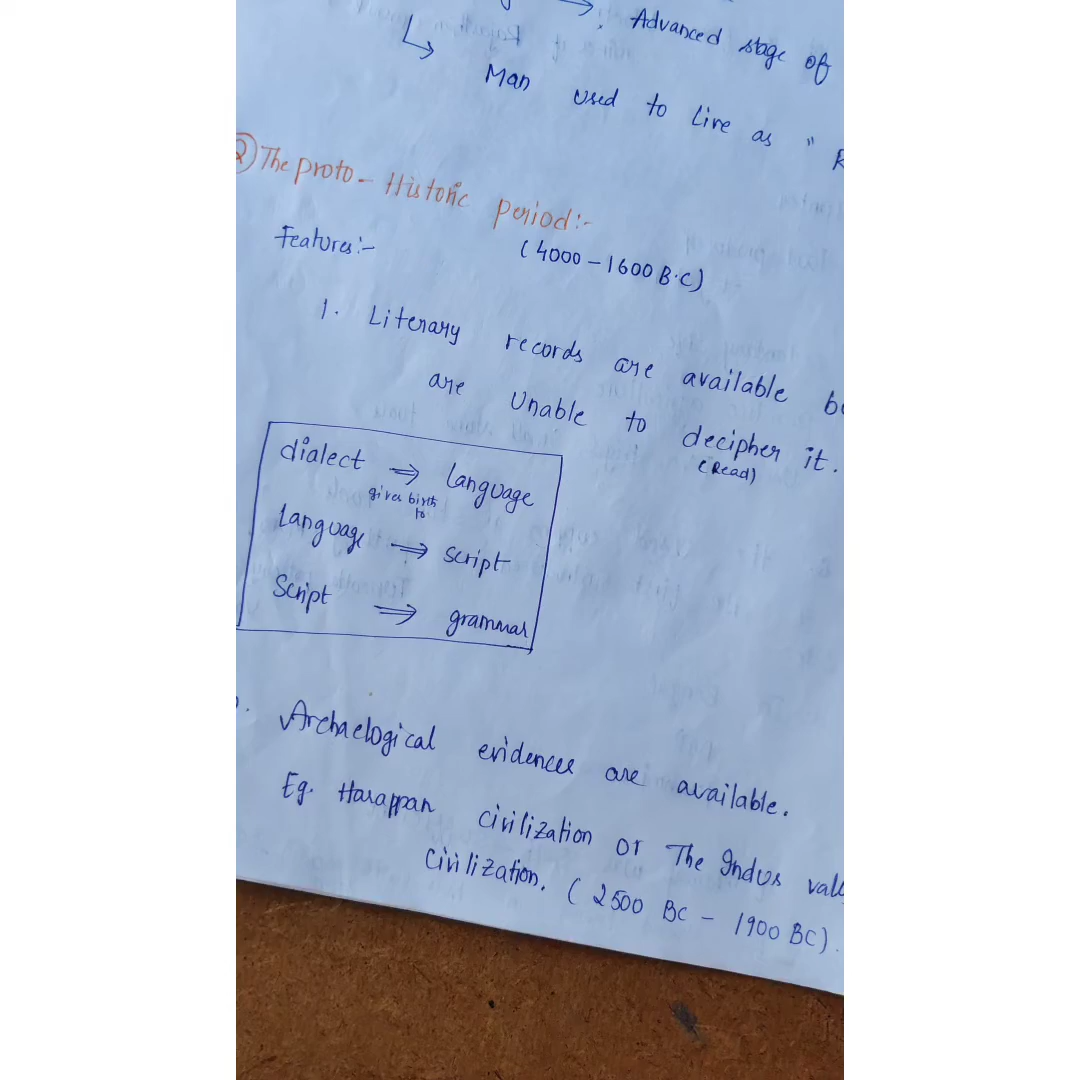 Advanced stage of
Man used to Live as "
2 The proto - Historic period:-
Features:- (4000 - 1600 B.C)
1. Literary records are available
are Unable to decipher it.
(Read)
dialect ⇒ language
gives birth to
language ⇒ script
Script ⇒ grammar
Archaelogical evidences are available.
Eg. Harappan civilization or The Indus
Civilization. (2500 BC - 1900 BC).